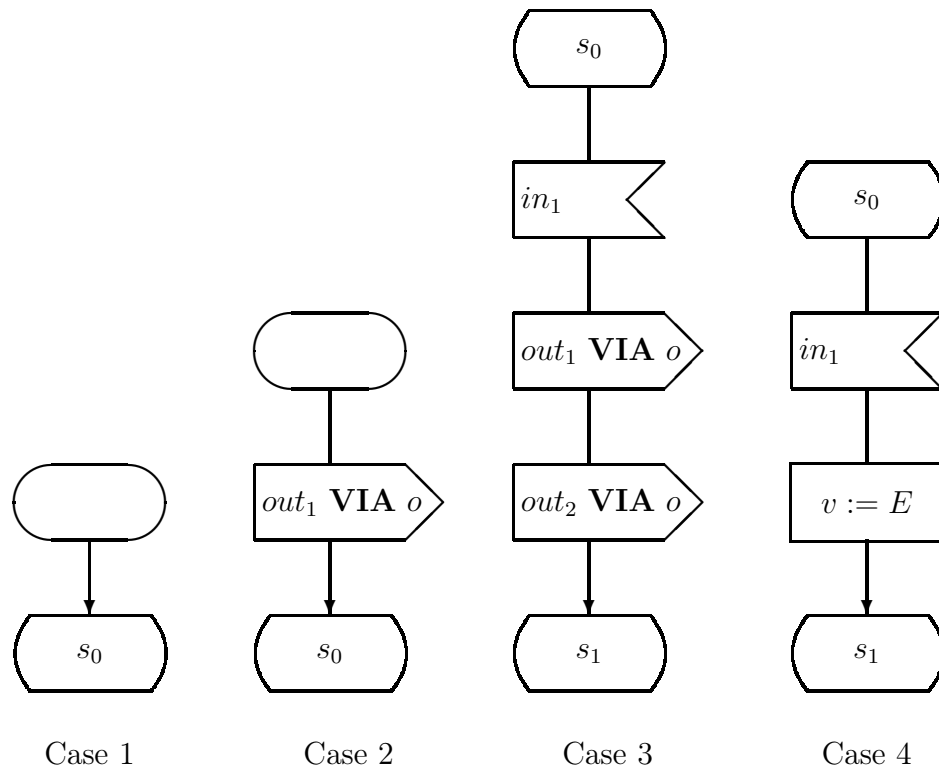 s₀
in₁
s₀
out₁ VIA o
in₁
out₁ VIA o
out₂ VIA o
v := E
s₀
s₀
s₁
s₁
Case 1
Case 2
Case 3
Case 4